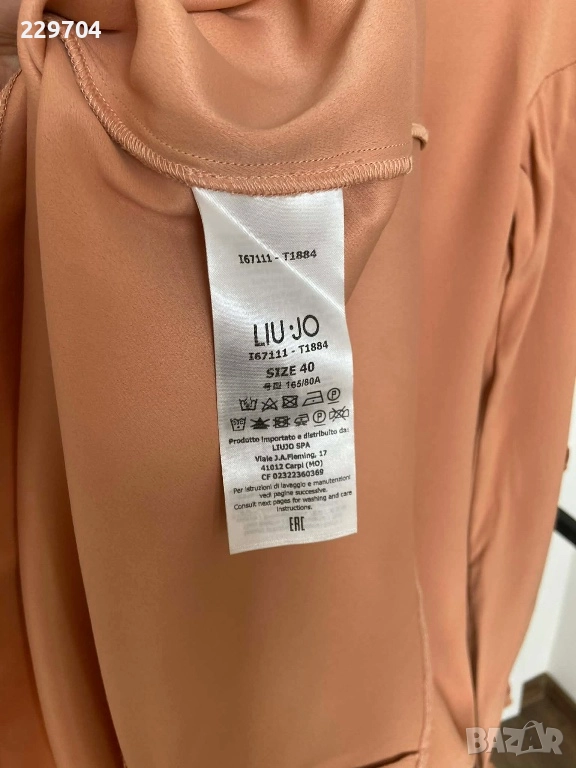 229704
I67111 - T1884
LIU·JO
I67111 - T1884
SIZE 40
号型 165/80A
Prodotto importato e distribuito da:
LIUJO SPA
Viale J.A.Fleming, 17
41012 Carpi (MO)
CF 02322360369
Per istruzioni di lavaggio e manutenzioni
vedi pagine successive.
Consult next pages for washing and care
instructions.
EAC
BAZAR